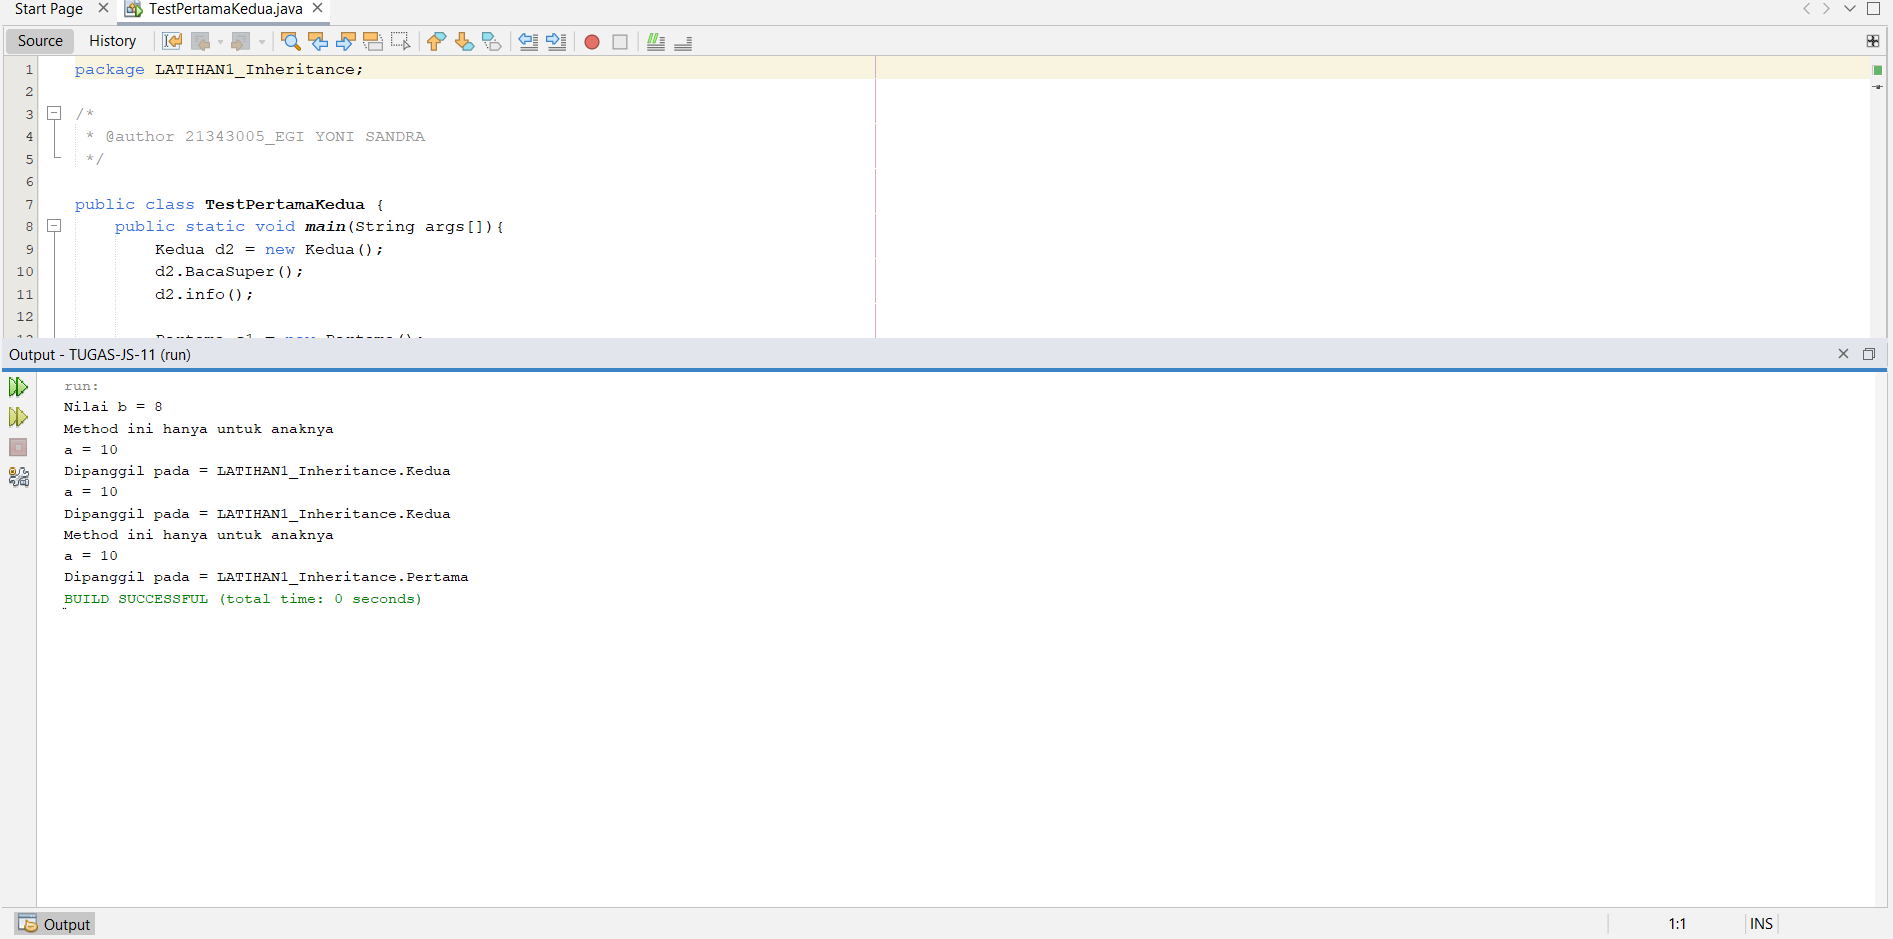 Start Page TestPertamaKedua.java
Source History
1 package LATIHAN1_Inheritance;
2
3 /*
4 * @author 21343005_EGI YONI SANDRA
5 */
6
7 public class TestPertamaKedua {
8 public static void main(String args[]){
9 Kedua d2 = new Kedua();
10 d2.BacaSuper();
11 d2.info();
12
Output - TUGAS-JS-11 (run)
run:
Nilai b = 8
Method ini hanya untuk anaknya
a = 10
Dipanggil pada = LATIHAN1_Inheritance.Kedua
a = 10
Dipanggil pada = LATIHAN1_Inheritance.Kedua
Method ini hanya untuk anaknya
a = 10
Dipanggil pada = LATIHAN1_Inheritance.Pertama
BUILD SUCCESSFUL (total time: 0 seconds)
Output 1:1 INS